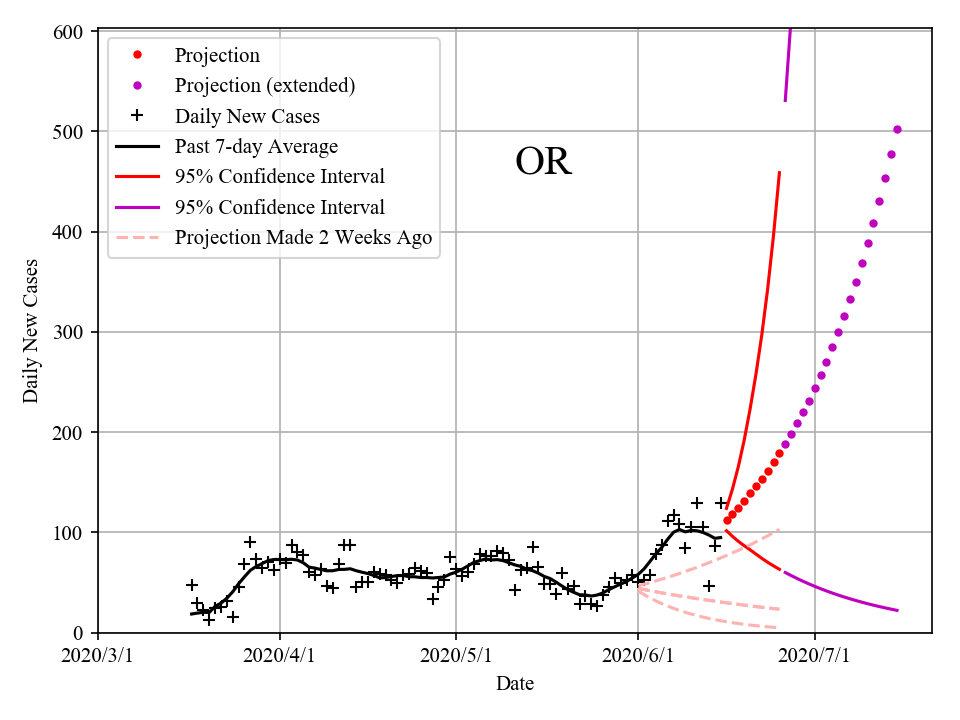 600
500
400
300
200
100
0
Daily New Cases
Projection
Projection (extended)
Daily New Cases
Past 7-day Average
95% Confidence Interval
95% Confidence Interval
Projection Made 2 Weeks Ago
OR
2020/3/1 2020/4/1 2020/5/1 2020/6/1 2020/7/1
Date